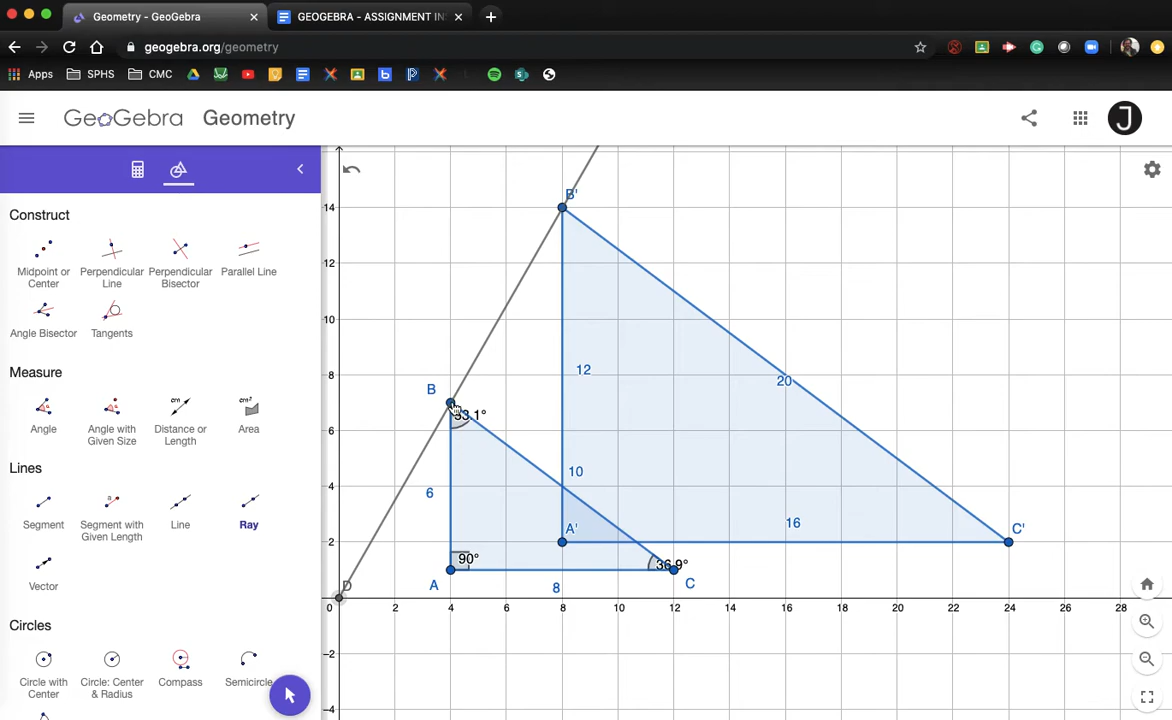 Geometry - GeoGebra
GEOGEBRA - ASSIGNMENT IN
geogebra.org/geometry
Apps SPHS CMC
GeoGebra Geometry J
Construct
Midpoint or Center
Perpendicular Line
Perpendicular Bisector
Parallel Line
Angle Bisector
Tangents
Measure
Angle
Angle with Given Size
Distance or Length
Area
Lines
Segment
Segment with Given Length
Line
Ray
Vector
Circles
Circle with Center
Circle: Center & Radius
Compass
Semicircle
B'
14
12
10
8
6
4
2
12
20
B
53.1°
10
6
A'
16
C'
90°
36.9°
A
8
C
D
0 2 4 6 8 10 12 14 16 18 20 22 24 26 28
-2
-4